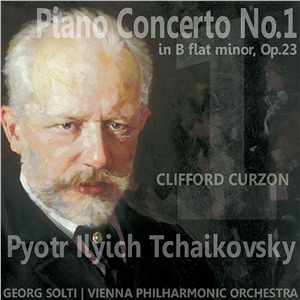 Piano Concerto No.1
in B flat minor, Op.23
1
CLIFFORD CURZON
Pyotr Ilyich Tchaikovsky
GEORG SOLTI | VIENNA PHILHARMONIC ORCHESTRA